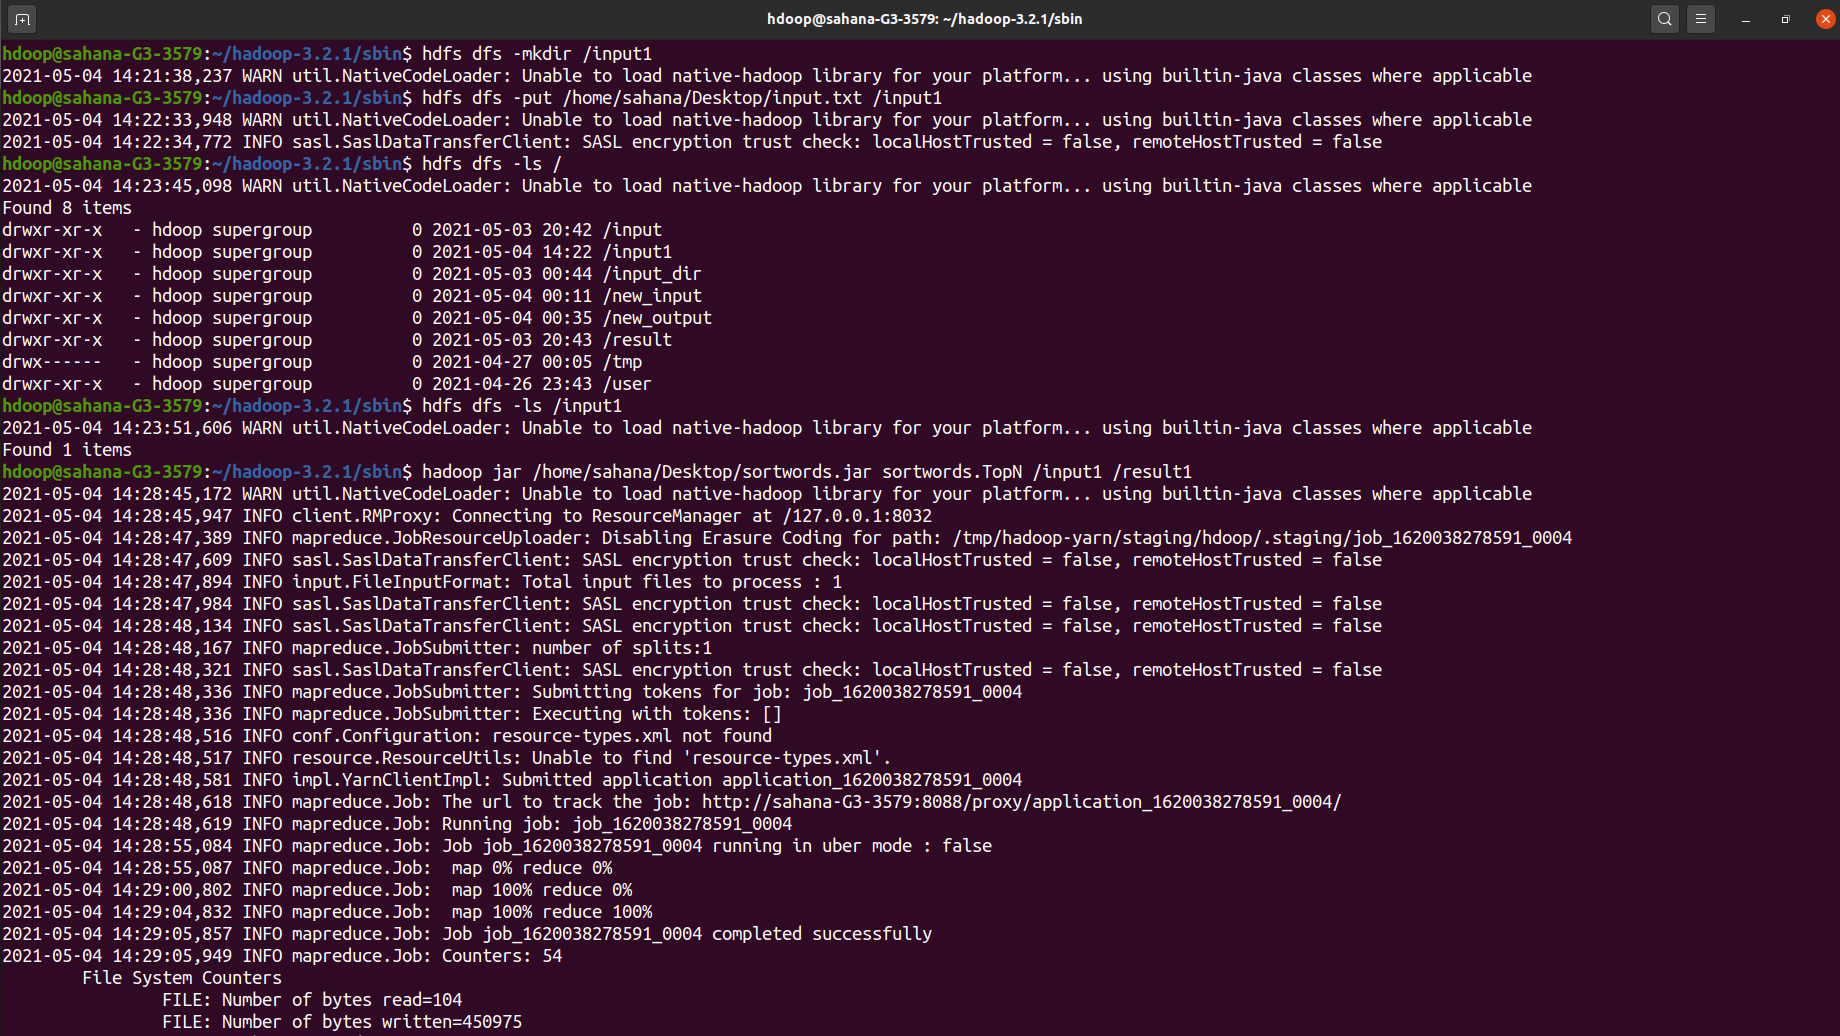 hdoop@sahana-G3-3579: ~/hadoop-3.2.1/sbin
hdoop@sahana-G3-3579:~/hadoop-3.2.1/sbin$ hdfs dfs -mkdir /input1
2021-05-04 14:21:38,237 WARN util.NativeCodeLoader: Unable to load native-hadoop library for your platform... using builtin-java classes where applicable
hdoop@sahana-G3-3579:~/hadoop-3.2.1/sbin$ hdfs dfs -put /home/sahana/Desktop/input.txt /input1
2021-05-04 14:22:33,948 WARN util.NativeCodeLoader: Unable to load native-hadoop library for your platform... using builtin-java classes where applicable
2021-05-04 14:22:34,772 INFO sasl.SaslDataTransferClient: SASL encryption trust check: localHostTrusted = false, remoteHostTrusted = false
hdoop@sahana-G3-3579:~/hadoop-3.2.1/sbin$ hdfs dfs -ls /
2021-05-04 14:23:45,098 WARN util.NativeCodeLoader: Unable to load native-hadoop library for your platform... using builtin-java classes where applicable
Found 8 items
drwxr-xr-x   - hdoop supergroup          0 2021-05-03 20:42 /input
drwxr-xr-x   - hdoop supergroup          0 2021-05-04 14:22 /input1
drwxr-xr-x   - hdoop supergroup          0 2021-05-03 00:44 /input_dir
drwxr-xr-x   - hdoop supergroup          0 2021-05-04 00:11 /new_input
drwxr-xr-x   - hdoop supergroup          0 2021-05-04 00:35 /new_output
drwxr-xr-x   - hdoop supergroup          0 2021-05-03 20:43 /result
drwx------   - hdoop supergroup          0 2021-04-27 00:05 /tmp
drwxr-xr-x   - hdoop supergroup          0 2021-04-26 23:43 /user
hdoop@sahana-G3-3579:~/hadoop-3.2.1/sbin$ hdfs dfs -ls /input1
2021-05-04 14:23:51,606 WARN util.NativeCodeLoader: Unable to load native-hadoop library for your platform... using builtin-java classes where applicable
Found 1 items
hdoop@sahana-G3-3579:~/hadoop-3.2.1/sbin$ hadoop jar /home/sahana/Desktop/sortwords.jar sortwords.TopN /input1 /result1
2021-05-04 14:28:45,172 WARN util.NativeCodeLoader: Unable to load native-hadoop library for your platform... using builtin-java classes where applicable
2021-05-04 14:28:45,947 INFO client.RMProxy: Connecting to ResourceManager at /127.0.0.1:8032
2021-05-04 14:28:47,389 INFO mapreduce.JobResourceUploader: Disabling Erasure Coding for path: /tmp/hadoop-yarn/staging/hdoop/.staging/job_1620038278591_0004
2021-05-04 14:28:47,609 INFO sasl.SaslDataTransferClient: SASL encryption trust check: localHostTrusted = false, remoteHostTrusted = false
2021-05-04 14:28:47,894 INFO input.FileInputFormat: Total input files to process : 1
2021-05-04 14:28:47,984 INFO sasl.SaslDataTransferClient: SASL encryption trust check: localHostTrusted = false, remoteHostTrusted = false
2021-05-04 14:28:48,134 INFO sasl.SaslDataTransferClient: SASL encryption trust check: localHostTrusted = false, remoteHostTrusted = false
2021-05-04 14:28:48,167 INFO mapreduce.JobSubmitter: number of splits:1
2021-05-04 14:28:48,321 INFO sasl.SaslDataTransferClient: SASL encryption trust check: localHostTrusted = false, remoteHostTrusted = false
2021-05-04 14:28:48,336 INFO mapreduce.JobSubmitter: Submitting tokens for job: job_1620038278591_0004
2021-05-04 14:28:48,336 INFO mapreduce.JobSubmitter: Executing with tokens: []
2021-05-04 14:28:48,516 INFO conf.Configuration: resource-types.xml not found
2021-05-04 14:28:48,517 INFO resource.ResourceUtils: Unable to find 'resource-types.xml'.
2021-05-04 14:28:48,581 INFO impl.YarnClientImpl: Submitted application application_1620038278591_0004
2021-05-04 14:28:48,618 INFO mapreduce.Job: The url to track the job: http://sahana-G3-3579:8088/proxy/application_1620038278591_0004/
2021-05-04 14:28:48,619 INFO mapreduce.Job: Running job: job_1620038278591_0004
2021-05-04 14:28:55,084 INFO mapreduce.Job: Job job_1620038278591_0004 running in uber mode : false
2021-05-04 14:28:55,087 INFO mapreduce.Job:  map 0% reduce 0%
2021-05-04 14:29:00,802 INFO mapreduce.Job:  map 100% reduce 0%
2021-05-04 14:29:04,832 INFO mapreduce.Job:  map 100% reduce 100%
2021-05-04 14:29:05,857 INFO mapreduce.Job: Job job_1620038278591_0004 completed successfully
2021-05-04 14:29:05,949 INFO mapreduce.Job: Counters: 54
        File System Counters
                FILE: Number of bytes read=104
                FILE: Number of bytes written=450975